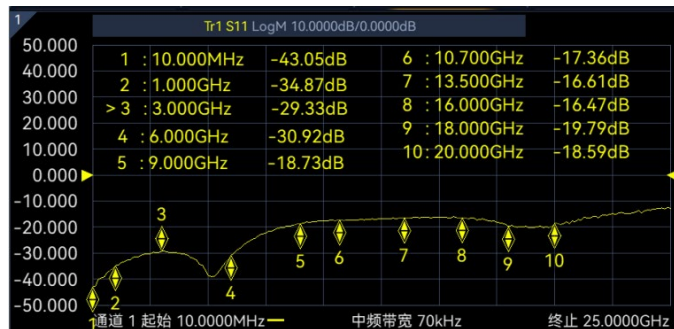 1
Tr1 S11 LogM 10.0000dB/0.0000dB
50.000
40.000
30.000
20.000
10.000
0.000
-10.000
-20.000
-30.000
-40.000
-50.000
1 :10.000MHz -43.05dB
2 :1.000GHz -34.87dB
>3 :3.000GHz -29.33dB
4 :6.000GHz -30.92dB
5 :9.000GHz -18.73dB
6 :10.700GHz -17.36dB
7 :13.500GHz -16.61dB
8 :16.000GHz -16.47dB
9 :18.000GHz -19.79dB
10:20.000GHz -18.59dB
1
2
3
4
5
6
7
8
9
10
通道 1 起始 10.0000MHz 中频带宽 70kHz 终止 25.0000GHz